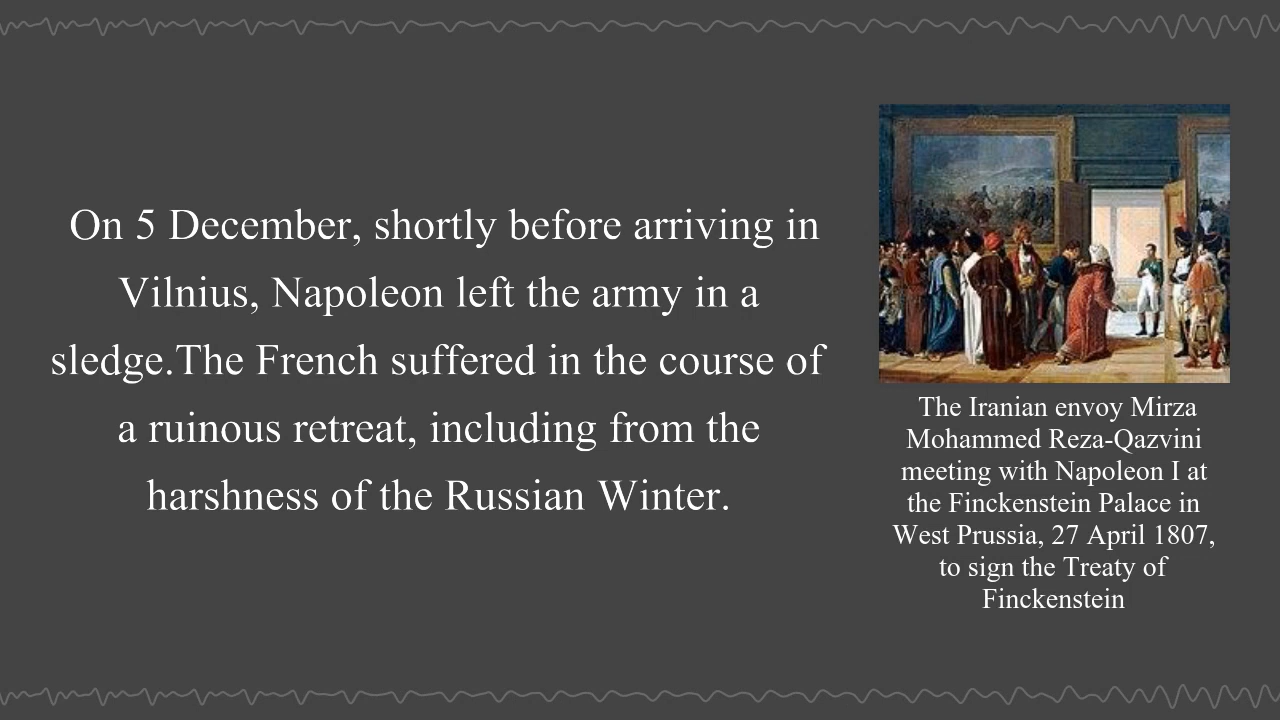 On 5 December, shortly before arriving in
Vilnius, Napoleon left the army in a
sledge.The French suffered in the course of
a ruinous retreat, including from the
harshness of the Russian Winter.
The Iranian envoy Mirza
Mohammed Reza-Qazvini
meeting with Napoleon I at
the Finckenstein Palace in
West Prussia, 27 April 1807,
to sign the Treaty of
Finckenstein